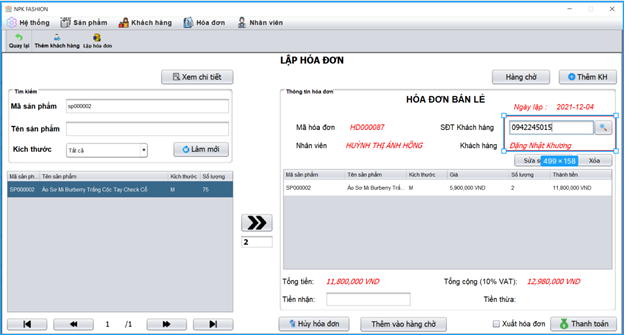 NPK FASHION
Hệ thống Sản phẩm Khách hàng Hóa đơn Nhân viên
Quay lại Thêm khách hàng Lập hóa đơn
LẬP HÓA ĐƠN
Xem chi tiết Hàng chờ Thêm KH
Tìm kiếm
Thông tin hóa đơn
HÓA ĐƠN BÁN LẺ
Mã sản phẩm sp000002
Ngày lập : 2021-12-04
Tên sản phẩm
Mã hóa đơn HD000087 SĐT Khách hàng 0942245015
Kích thước Tất cả Làm mới
Nhân viên HUỲNH THỊ ÁNH HỒNG Khách hàng Đặng Nhật Khương
Sửa s 499 × 158 Xóa
Mã sản ph... Tên sản phẩm Kích thước Số lượng
SP000002 Áo Sơ Mi Burberry Trắng Cộc Tay Check Cổ M 75
Mã sản phẩm Tên sản phẩm Kích thước Giá Số lượng Thành tiền
SP000002 Áo Sơ Mi Burberry Trắ... M 5,900,000 VND 2 11,800,000 VND
2
Tổng tiền: 11,800,000 VND Tổng cộng (10% VAT): 12,980,000 VND
Tiền nhận: Tiền thừa:
1 /1
Hủy hóa đơn Thêm vào hàng chờ Xuất hóa đơn Thanh toán